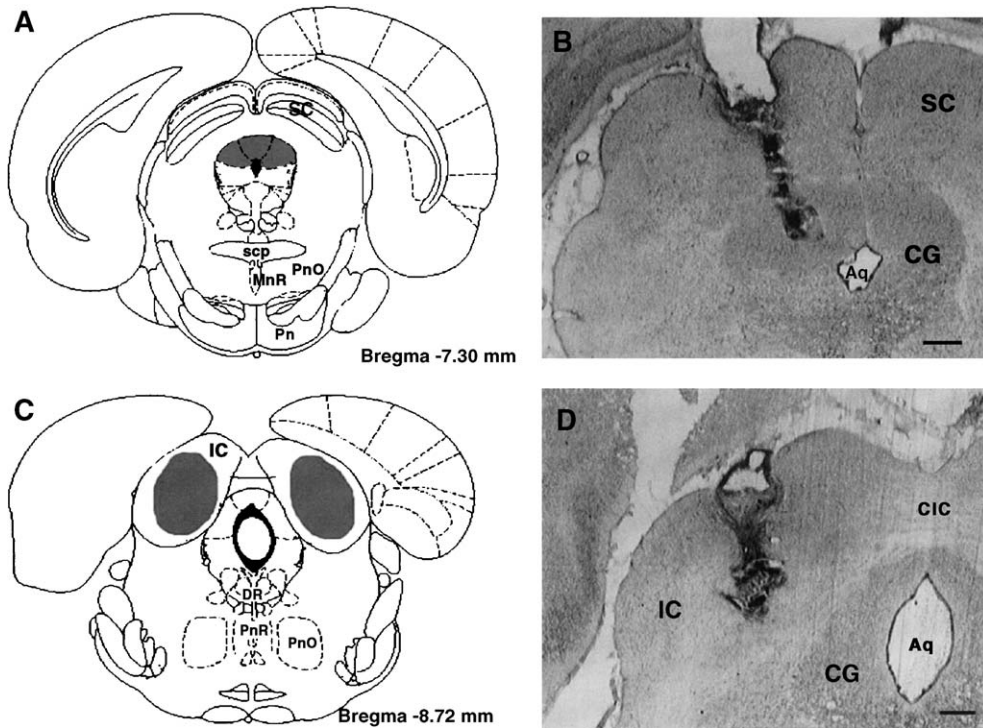 A
SC
scp
PnO
MnR
Pn
Bregma -7.30 mm
B
SC
CG
Aq
C
IC
DR
PnR
PnO
Bregma -8.72 mm
D
CIC
IC
Aq
CG